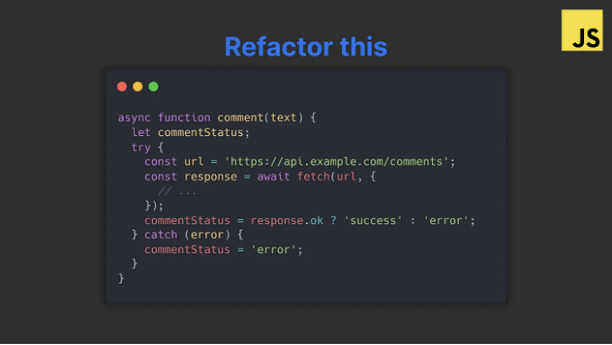 JS
Refactor this
async function comment(text) {
  let commentStatus;
  try {
    const url = 'https://api.example.com/comments';
    const response = await fetch(url, {
      // ...
    });
    commentStatus = response.ok ? 'success' : 'error';
  } catch (error) {
    commentStatus = 'error';
  }
}